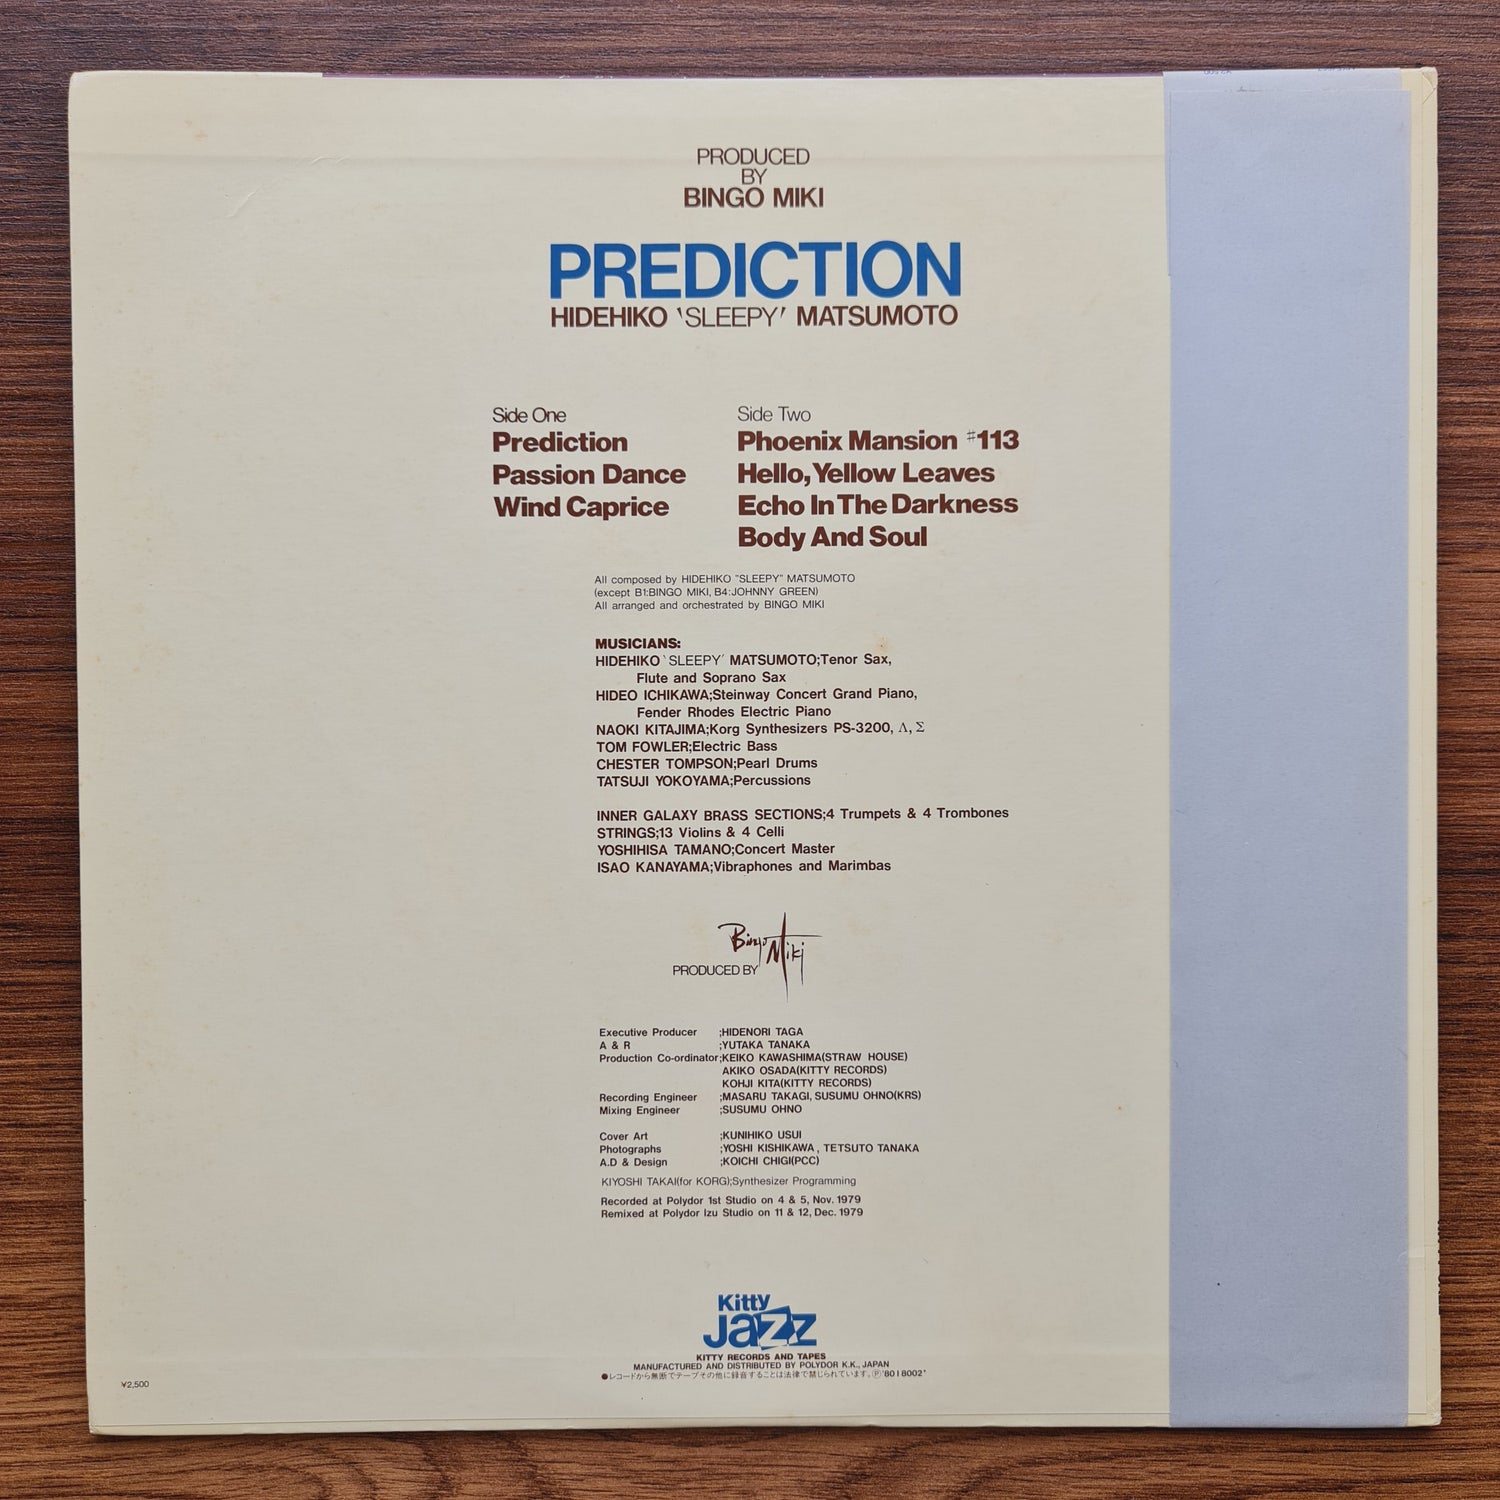 PRODUCED
BY
BINGO MIKI
PREDICTION
HIDEHIKO 'SLEEPY' MATSUMOTO
Side One
Prediction
Passion Dance
Wind Caprice
Side Two
Phoenix Mansion #113
Hello, Yellow Leaves
Echo In The Darkness
Body And Soul
All composed by HIDEHIKO "SLEEPY" MATSUMOTO
(except B1:BINGO MIKI, B4:JOHNNY GREEN)
All arranged and orchestrated by BINGO MIKI
MUSICIANS:
HIDEHIKO 'SLEEPY' MATSUMOTO;Tenor Sax,
Flute and Soprano Sax
HIDEO ICHIKAWA;Steinway Concert Grand Piano,
Fender Rhodes Electric Piano
NAOKI KITAJIMA;Korg Synthesizers PS-3200, Λ, Σ
TOM FOWLER;Electric Bass
CHESTER TOMPSON;Pearl Drums
TATSUJI YOKOYAMA;Percussions
INNER GALAXY BRASS SECTIONS;4 Trumpets & 4 Trombones
STRINGS;13 Violins & 4 Celli
YOSHIHISA TAMANO;Concert Master
ISAO KANAYAMA;Vibraphones and Marimbas
Bingo Miki
PRODUCED BY
Executive Producer ;HIDENORI TAGA
A & R ;YUTAKA TANAKA
Production Co-ordinator;KEIKO KAWASHIMA(STRAW HOUSE)
AKIKO OSADA(KITTY RECORDS)
KOHJI KITA(KITTY RECORDS)
Recording Engineer ;MASARU TAKAGI, SUSUMU OHNO(KRS)
Mixing Engineer ;SUSUMU OHNO
Cover Art ;KUNIHIKO USUI
Photographs ;YOSHI KISHIKAWA, TETSUTO TANAKA
A.D & Design ;KOICHI CHIGI(PCC)
KIYOSHI TAKAI(for KORG);Synthesizer Programming
Recorded at Polydor 1st Studio on 4 & 5, Nov. 1979
Remixed at Polydor Izu Studio on 11 & 12, Dec. 1979
Kitty
Jazz
KITTY RECORDS AND TAPES
MANUFACTURED AND DISTRIBUTED BY POLYDOR K.K., JAPAN
●レコードから無断でテープその他に録音することは法律で禁じられています。Ⓟ'80 I 8002*
¥2,500